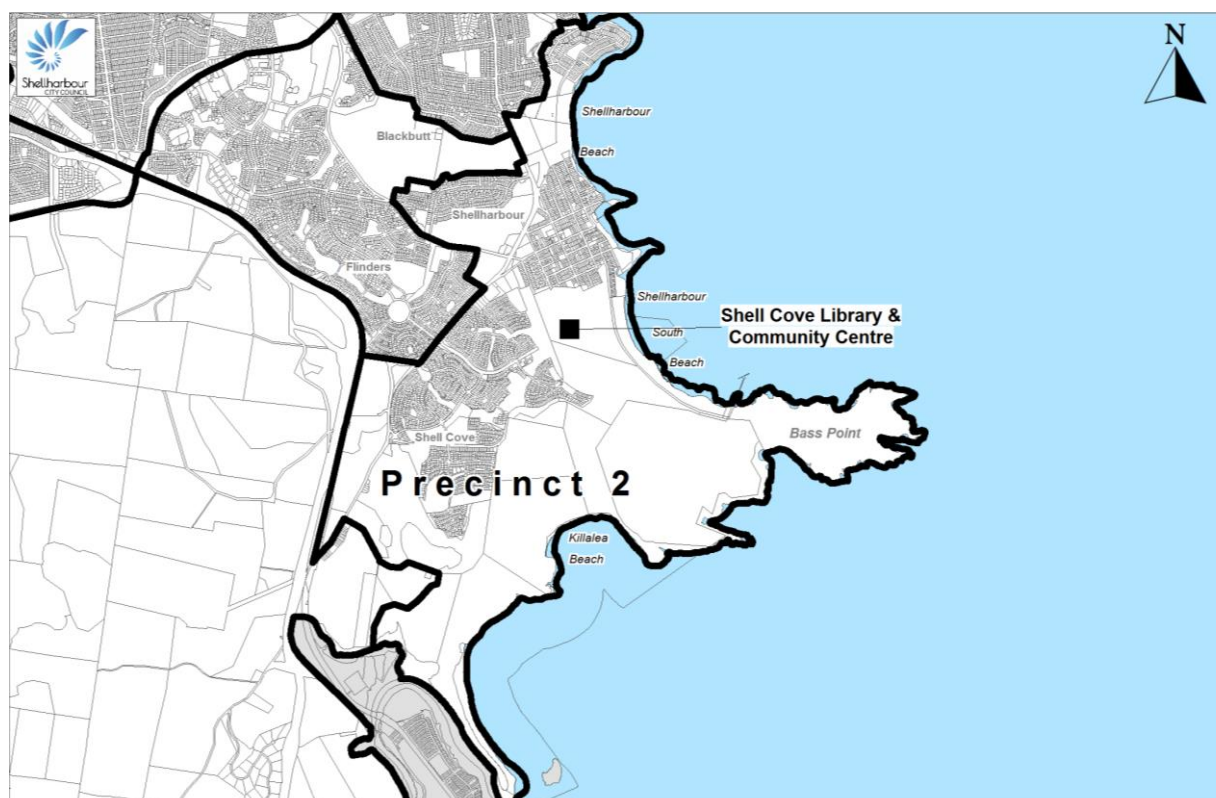 Shellharbour
CITY COUNCIL
N
Shellharbour
Beach
Blackbutt
Shellharbour
Flinders
Shellharbour
South
Beach
Shell Cove Library &
Community Centre
Bass Point
Shell Cove
Precinct 2
Killalea
Beach